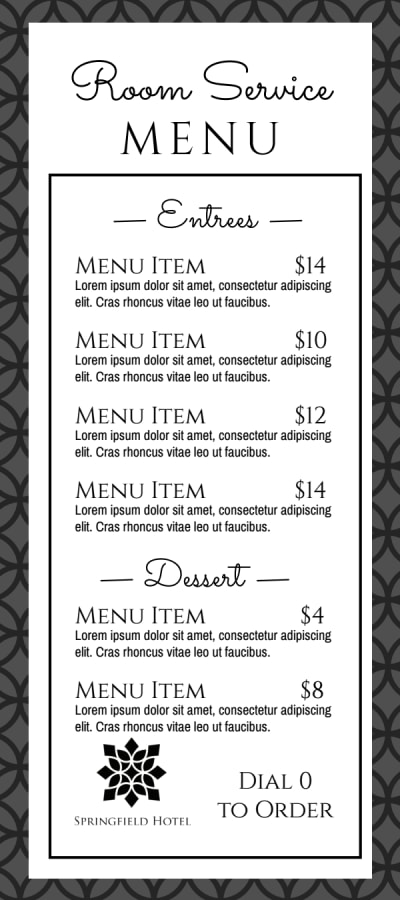 Room Service
MENU
Entrees
Menu Item $14
Lorem ipsum dolor sit amet, consectetur adipiscing
elit. Cras rhoncus vitae leo ut faucibus.
Menu Item $10
Lorem ipsum dolor sit amet, consectetur adipiscing
elit. Cras rhoncus vitae leo ut faucibus.
Menu Item $12
Lorem ipsum dolor sit amet, consectetur adipiscing
elit. Cras rhoncus vitae leo ut faucibus.
Menu Item $14
Lorem ipsum dolor sit amet, consectetur adipiscing
elit. Cras rhoncus vitae leo ut faucibus.
Dessert
Menu Item $4
Lorem ipsum dolor sit amet, consectetur adipiscing
elit. Cras rhoncus vitae leo ut faucibus.
Menu Item $8
Lorem ipsum dolor sit amet, consectetur adipiscing
elit. Cras rhoncus vitae leo ut faucibus.
Springfield Hotel
Dial 0
to Order